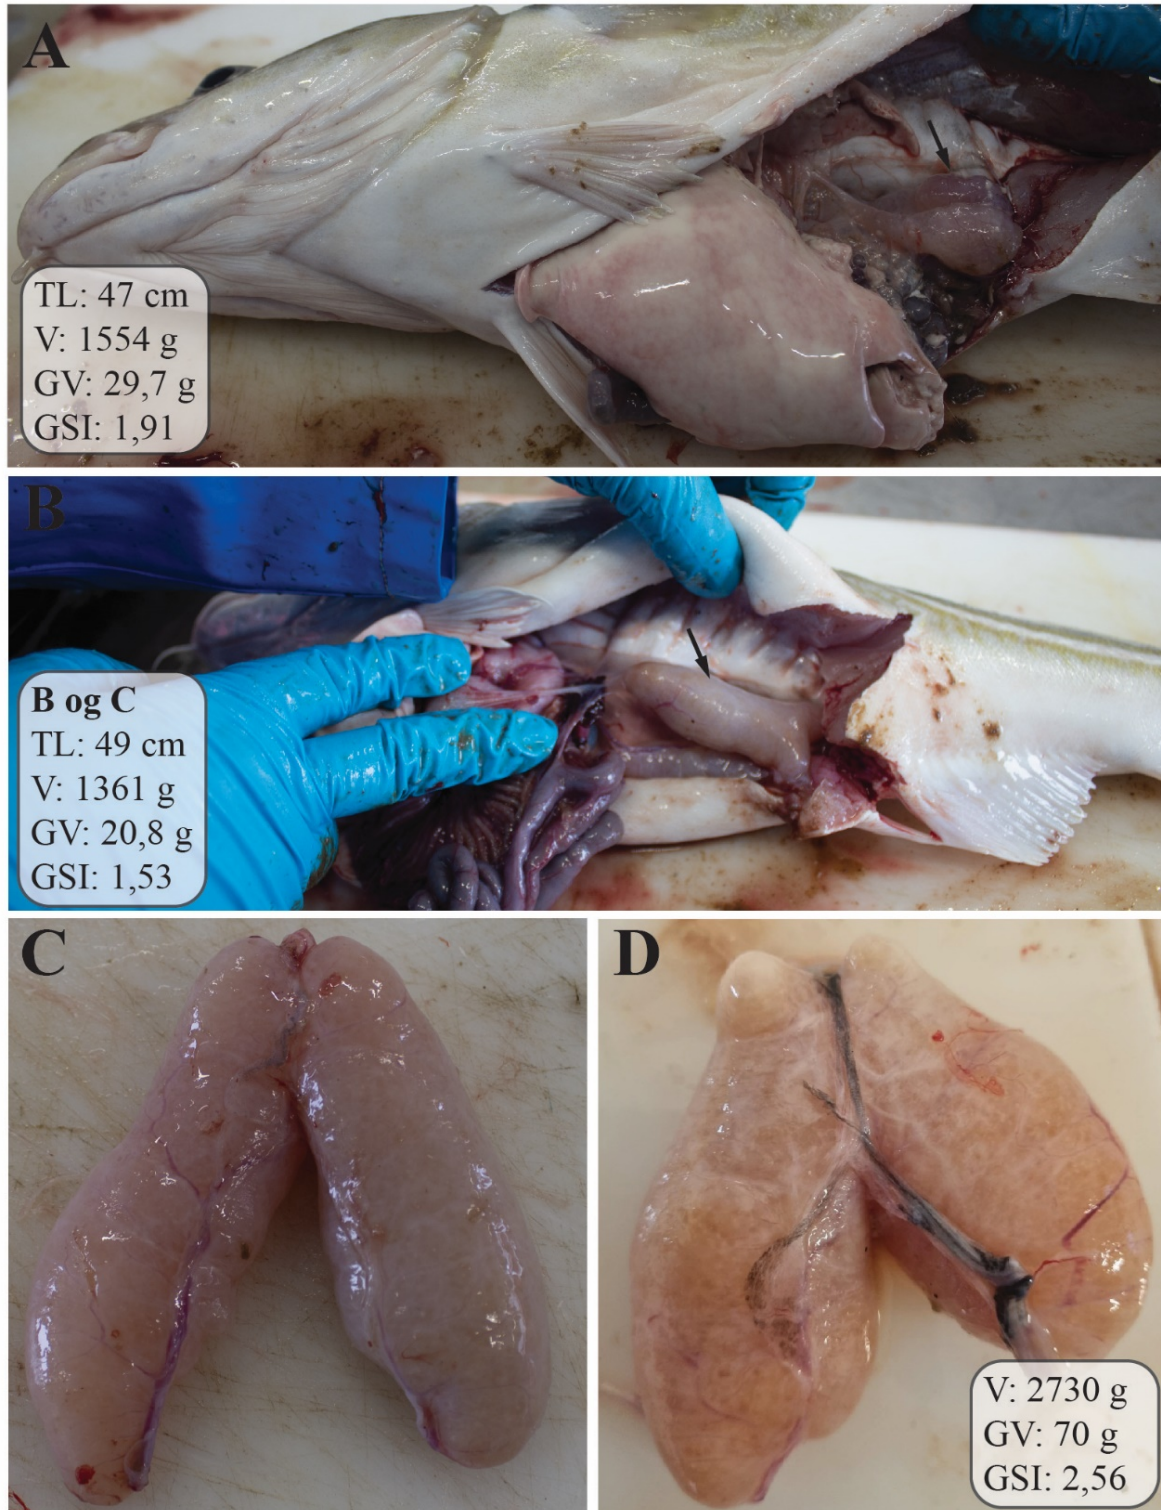 A
TL: 47 cm
V: 1554 g
GV: 29,7 g
GSI: 1,91
B
B og C
TL: 49 cm
V: 1361 g
GV: 20,8 g
GSI: 1,53
C
D
V: 2730 g
GV: 70 g
GSI: 2,56